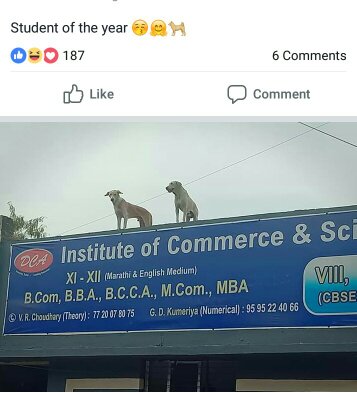 Student of the year 😚🤗🐕
187
6 Comments
Like
Comment
DCA
Institute of Commerce & Sci
XI - XII (Marathi & English Medium)
B.Com, B.B.A., B.C.C.A., M.Com., MBA
V. R. Choudhary (Theory) : 77 20 07 80 75 G. D. Kumeriya (Numerical) : 95 95 22 40 66
VIII,
(CBSE